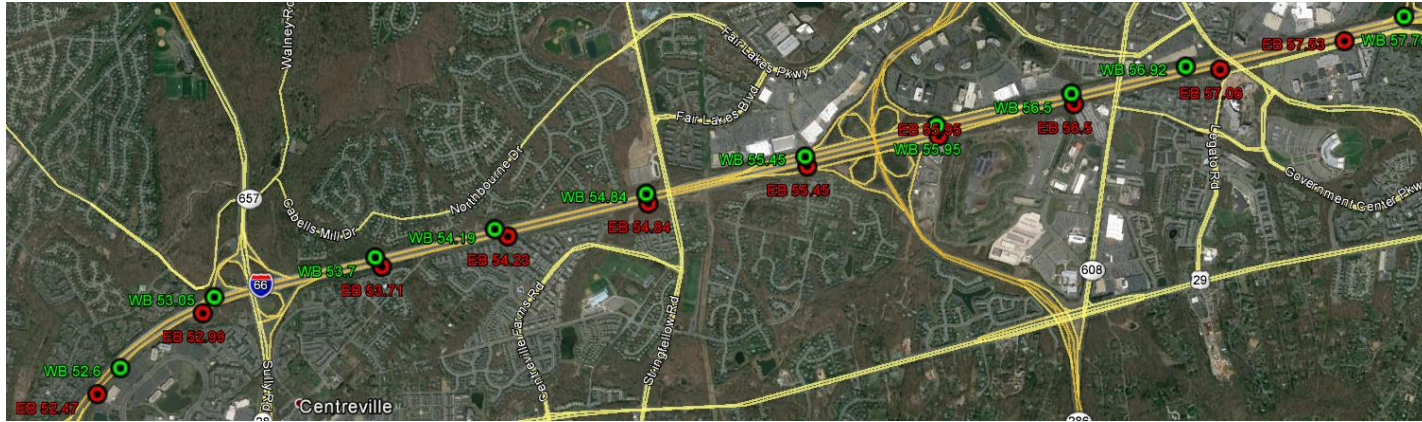 Walney Rd
Fair Lakes Pkwy
EB 57.53
WB 57.7
WB 56.92
EB 57.06
WB 56.5
EB 56.5
Fair Lakes Blvd
EB 55.95
WB 55.95
Legato Rd
Northbourne Dr
WB 55.45
EB 55.45
Government Center Pkw
657
Cabells Mill Dr
WB 54.84
EB 54.84
WB 54.19
EB 54.23
WB 53.7
EB 53.71
608
29
66
WB 53.05
EB 52.99
Centreville Farms Rd
Stringfellow Rd
WB 52.6
Sully Rd
EB 52.47
Centreville
28
286